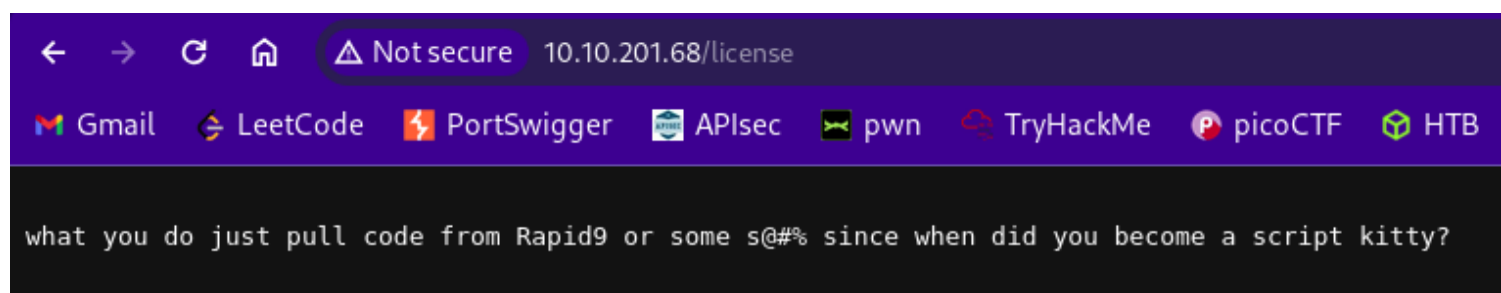 Not secure 10.10.201.68/license
Gmail LeetCode PortSwigger APIsec pwn TryHackMe picoCTF HTB
what you do just pull code from Rapid9 or some s@#% since when did you become a script kitty?